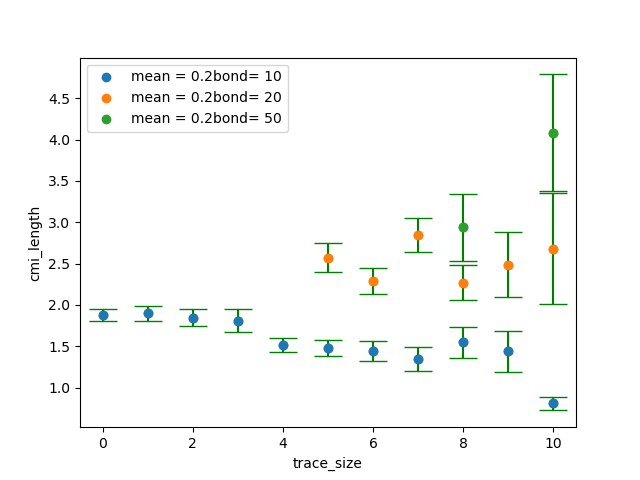 mean = 0.2bond= 10
mean = 0.2bond= 20
mean = 0.2bond= 50
4.5
4.0
3.5
3.0
2.5
2.0
1.5
1.0
cmi_length
0 2 4 6 8 10
trace_size